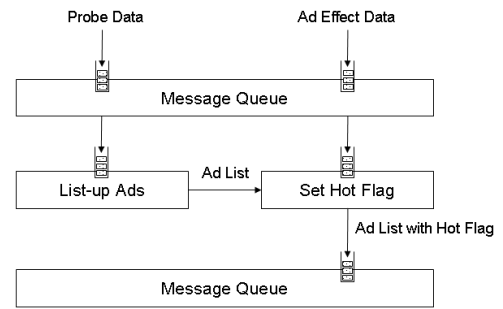 Probe Data
Ad Effect Data
Message Queue
List-up Ads
Ad List
Set Hot Flag
Ad List with Hot Flag
Message Queue